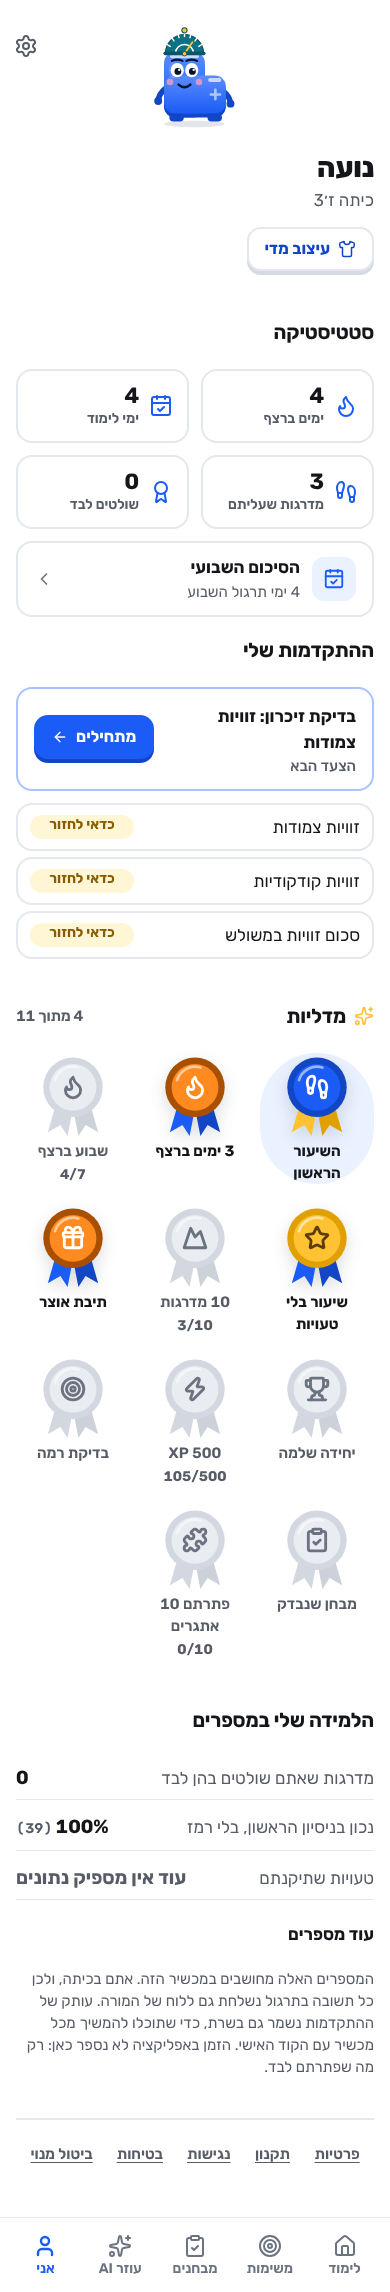 נועה
כיתה ז׳3
עיצוב מדי
סטטיסטיקה
4
ימים ברצף
4
ימי לימוד
3
מדרגות שעליתם
0
שולטים לבד
הסיכום השבועי
4 ימי תרגול השבוע
ההתקדמות שלי
בדיקת זיכרון: זוויות
צמודות
הצעד הבא
מתחילים
זוויות צמודות
כדאי לחזור
זוויות קודקודיות
כדאי לחזור
סכום זוויות במשולש
כדאי לחזור
מדליות
4 מתוך 11
השיעור
הראשון
3 ימים ברצף
שבוע ברצף
4/7
שיעור בלי
טעויות
10 מדרגות
3/10
תיבת אוצר
יחידה שלמה
500 XP
105/500
בדיקת רמה
מבחן שנבדק
פתרתם 10
אתגרים
0/10
הלמידה שלי במספרים
מדרגות שאתם שולטים בהן לבד
0
נכון בניסיון הראשון, בלי רמז
100% (39)
טעויות שתיקנתם
עוד אין מספיק נתונים
עוד מספרים
המספרים האלה מחושבים במכשיר הזה. אתם בכיתה, ולכן
כל תשובה בתרגול נשלחת גם ללוח של המורה. עותק של
ההתקדמות נשמר גם בשרת, כדי שתוכלו להמשיך מכל
מכשיר עם הקוד האישי. הזמן באפליקציה לא נספר כאן: רק
מה שפתרתם לבד.
פרטיות
תקנון
נגישות
בטיחות
ביטול מנוי
לימוד
משימות
מבחנים
עוזר AI
אני